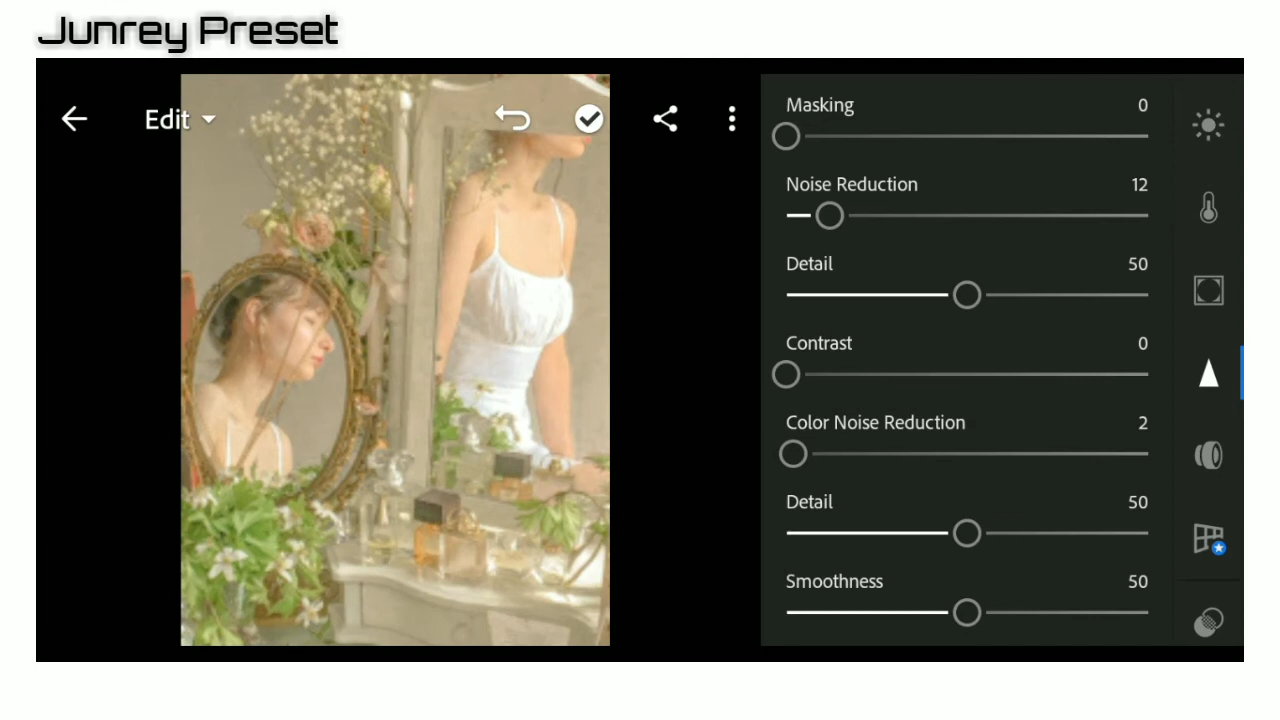 Junrey Preset
Edit
Masking 0
Noise Reduction 12
Detail 50
Contrast 0
Color Noise Reduction 2
Detail 50
Smoothness 50